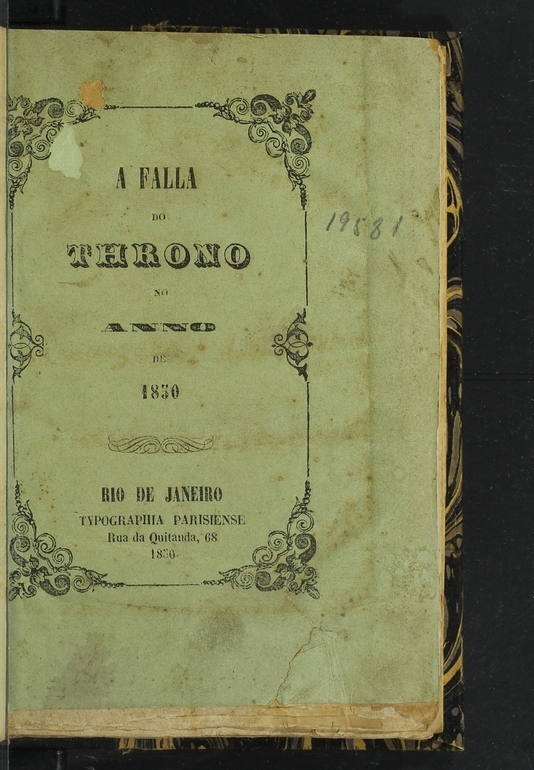 A FALLA
DO
THRONO
NO
ANNO
DE
1850
RIO DE JANEIRO
TYPOGRAPHIA PARISIENSE
Rua da Quitanda, 68
1850
19581